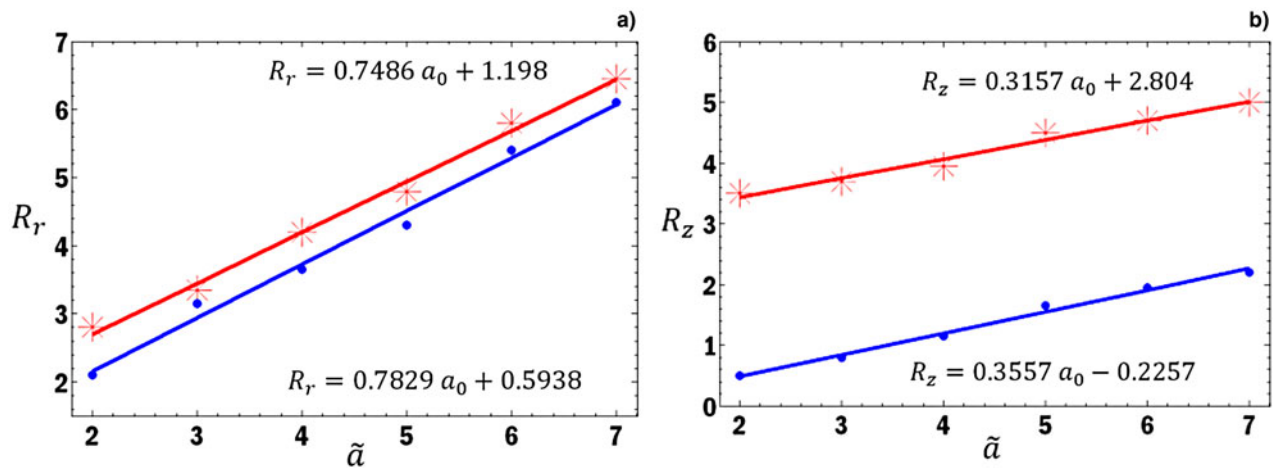 a)
7
6
5
4
3
2
R_r
R_r = 0.7486 a_0 + 1.198
R_r = 0.7829 a_0 + 0.5938
2 3 4 5 6 7
ã
b)
6
5
4
3
2
1
0
R_z
R_z = 0.3157 a_0 + 2.804
R_z = 0.3557 a_0 − 0.2257
2 3 4 5 6 7
ã